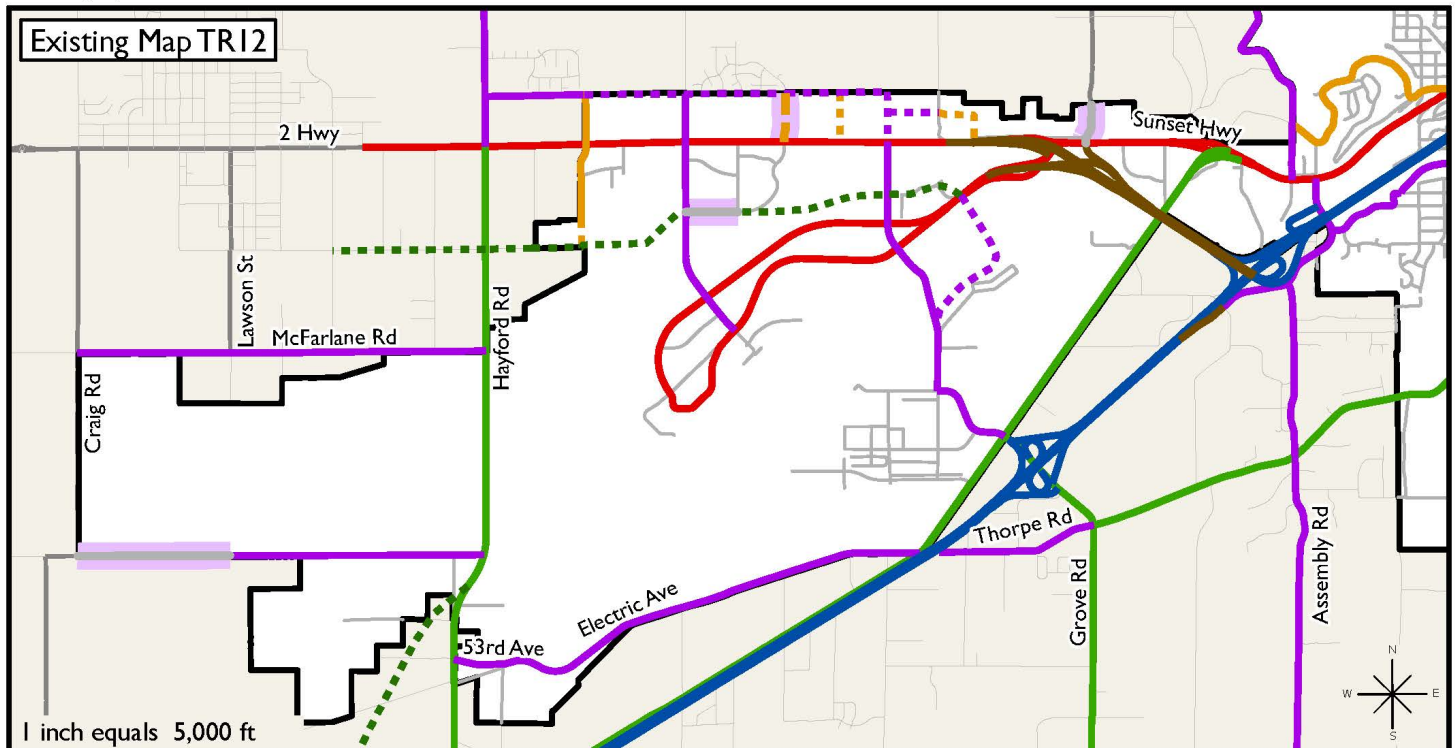 Existing Map TR12
2 Hwy
Sunset Hwy
Lawson St
McFarlane Rd
Hayford Rd
Craig Rd
Thorpe Rd
Electric Ave
53rd Ave
Grove Rd
Assembly Rd
N
W E
S
1 inch equals 5,000 ft